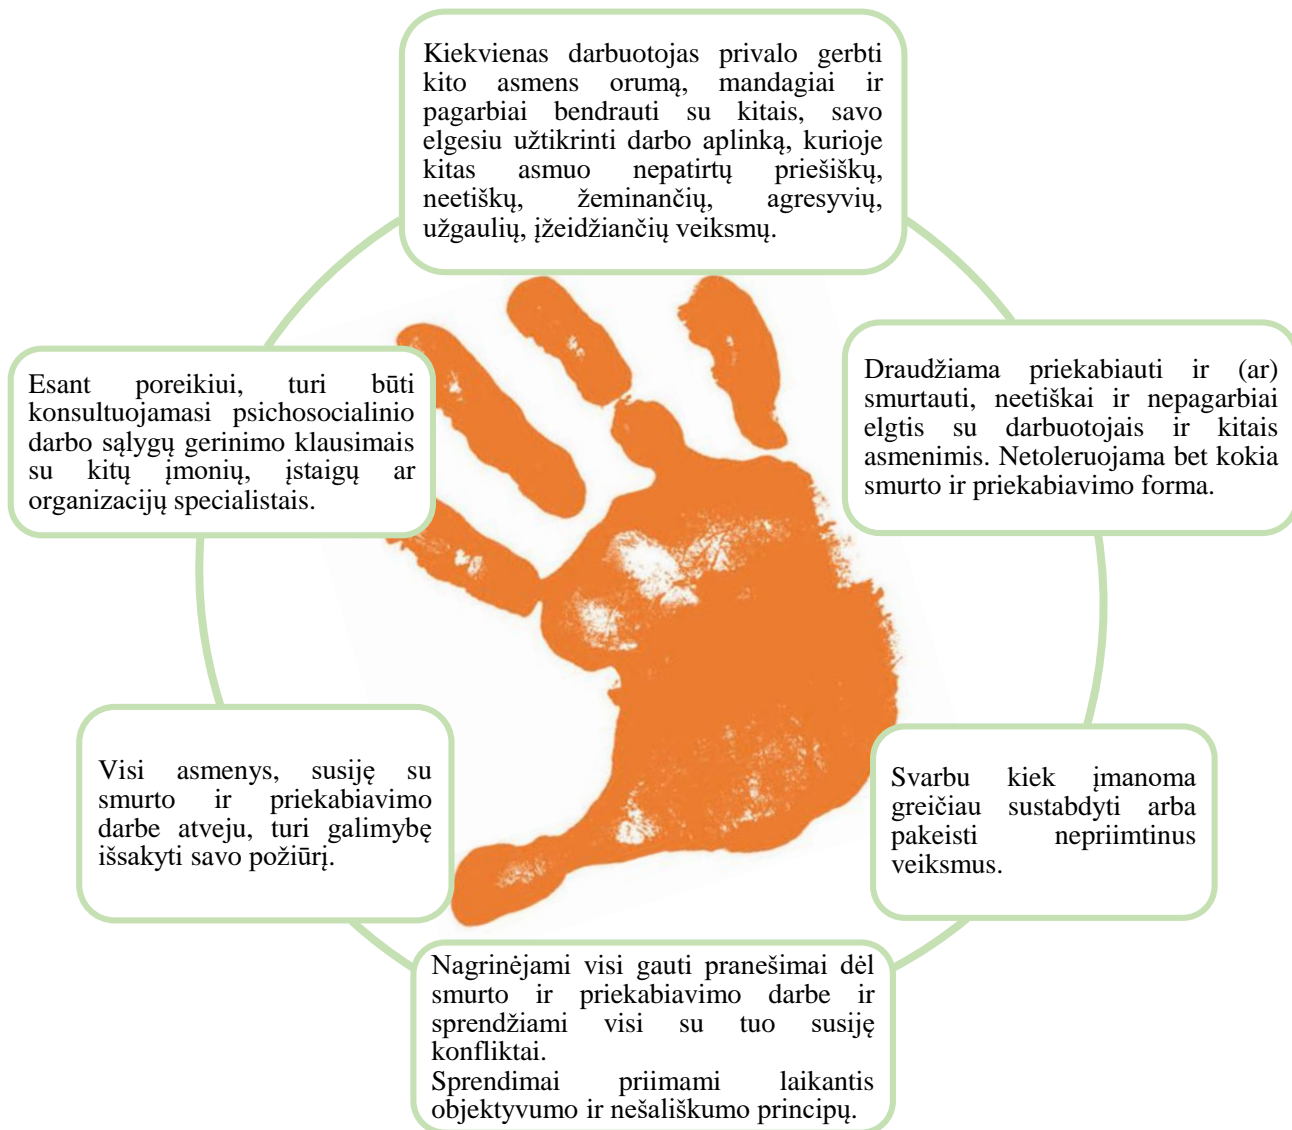 Kiekvienas darbuotojas privalo gerbti
kito asmens orumą, mandagiai ir
pagarbiai bendrauti su kitais, savo
elgesiu užtikrinti darbo aplinką, kurioje
kitas asmuo nepatirtų priešiškų,
neetiškų, žeminančių, agresyvių,
užgaulių, įžeidžiančių veiksmų.
Draudžiama priekabiauti ir (ar)
smurtauti, neetiškai ir nepagarbiai
elgtis su darbuotojais ir kitais
asmenimis. Netoleruojama bet kokia
smurto ir priekabiavimo forma.
Svarbu kiek įmanoma
greičiau sustabdyti arba
pakeisti nepriimtinus
veiksmus.
Nagrinėjami visi gauti pranešimai dėl
smurto ir priekabiavimo darbe ir
sprendžiami visi su tuo susiję
konfliktai.
Sprendimai priimami laikantis
objektyvumo ir nešališkumo principų.
Visi asmenys, susiję su
smurto ir priekabiavimo
darbe atveju, turi galimybę
išsakyti savo požiūrį.
Esant poreikiui, turi būti
konsultuojamasi psichosocialinio
darbo sąlygų gerinimo klausimais
su kitų įmonių, įstaigų ar
organizacijų specialistais.